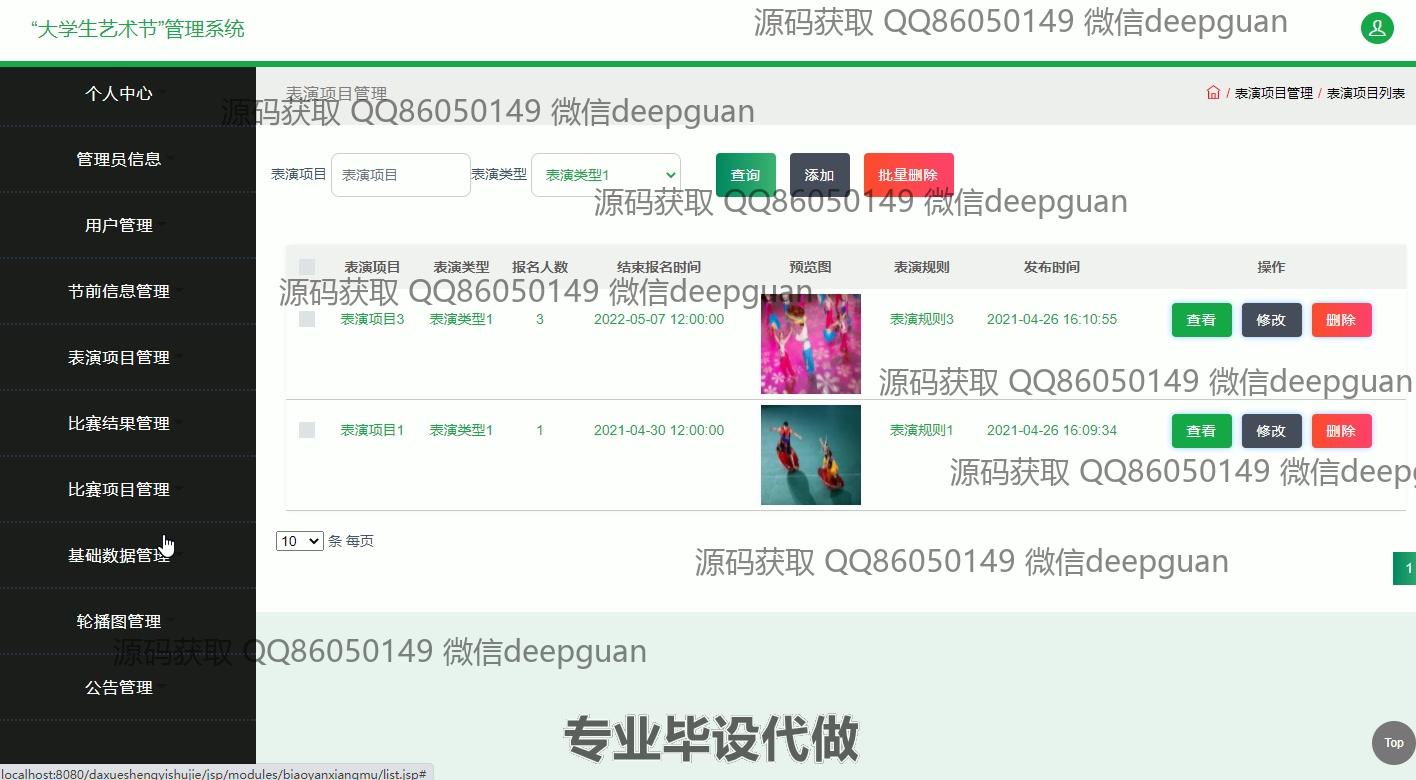 “大学生艺术节”管理系统
源码获取 QQ86050149 微信deepguan
个人中心
管理员信息
用户管理
节前信息管理
表演项目管理
比赛结果管理
比赛项目管理
基础数据管理
轮播图管理
公告管理
表演项目管理
/ 表演项目管理 / 表演项目列表
源码获取 QQ86050149 微信deepguan
表演项目 表演项目 表演类型 表演类型1 查询 添加 批量删除
源码获取 QQ86050149 微信deepguan
表演项目 表演类型 报名人数 结束报名时间 预览图 表演规则 发布时间 操作
源码获取 QQ86050149 微信deepguan
表演项目3 表演类型1 3 2022-05-07 12:00:00 表演规则3 2021-04-26 16:10:55 查看 修改 删除
源码获取 QQ86050149 微信deepguan
表演项目1 表演类型1 1 2021-04-30 12:00:00 表演规则1 2021-04-26 16:09:34 查看 修改 删除
源码获取 QQ86050149 微信deep
10 条 每页
源码获取 QQ86050149 微信deepguan
1
源码获取 QQ86050149 微信deepguan
专业毕设代做
Top
localhost:8080/daxueshengyishujie/jsp/modules/biaoyanxiangmu/list.jsp#